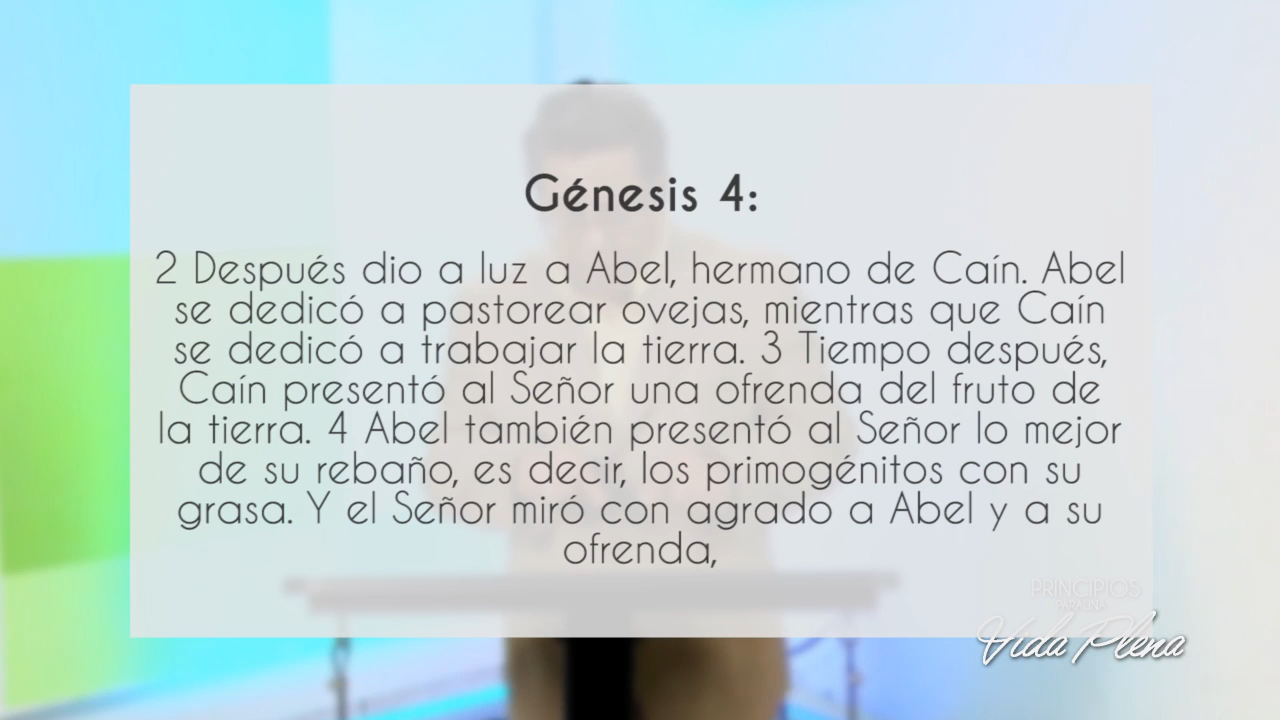 Génesis 4:
2 Después dio a luz a Abel, hermano de Caín. Abel
se dedicó a pastorear ovejas, mientras que Caín
se dedicó a trabajar la tierra. 3 Tiempo después,
Caín presentó al Señor una ofrenda del fruto de
la tierra. 4 Abel también presentó al Señor lo mejor
de su rebaño, es decir, los primogénitos con su
grasa. Y el Señor miró con agrado a Abel y a su
ofrenda,
PRINCIPIOS
PARA UNA
Vida Plena